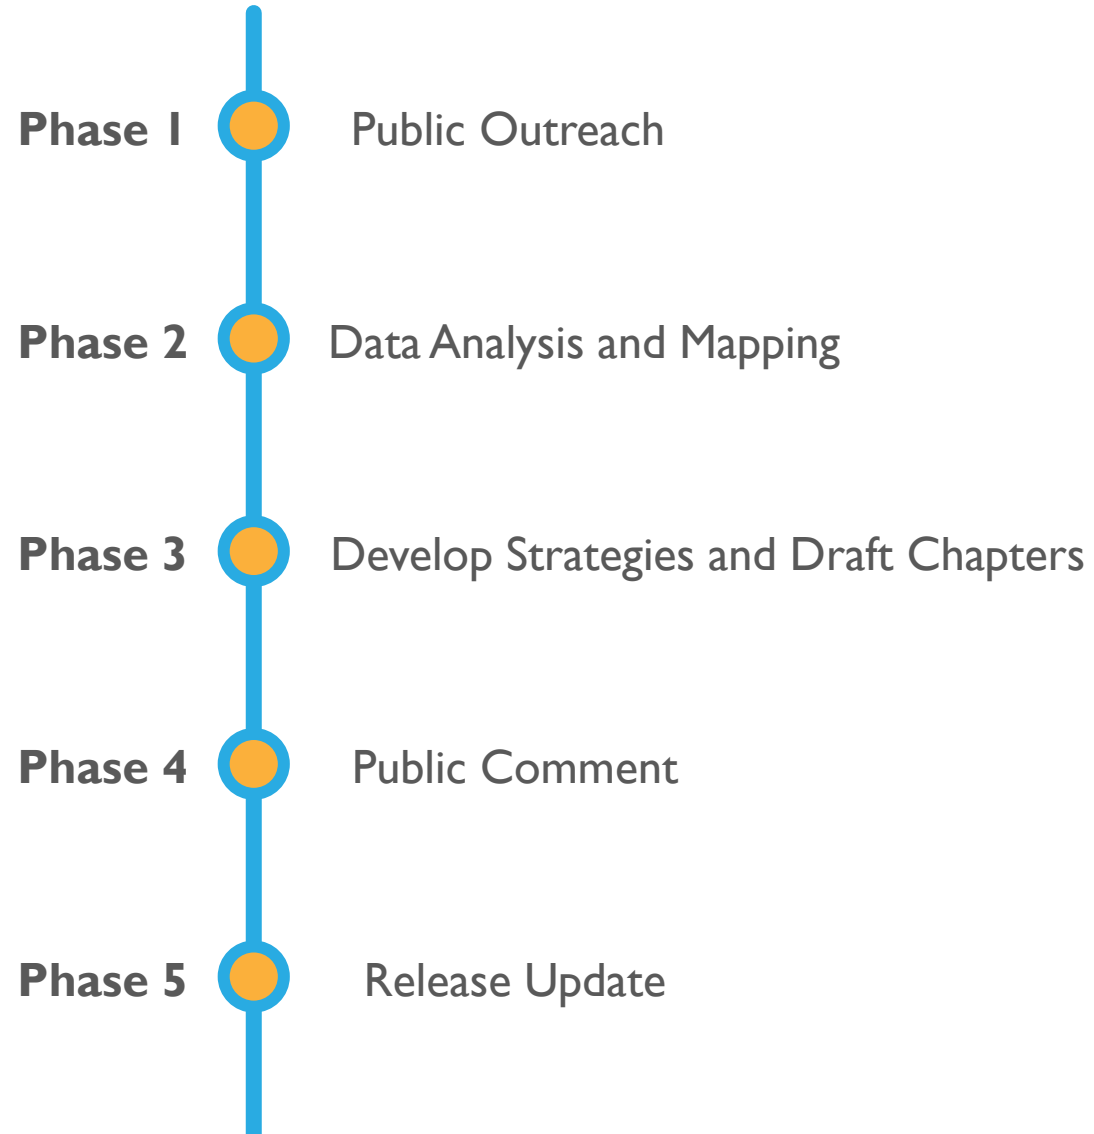 Phase 1 Public Outreach
Phase 2 Data Analysis and Mapping
Phase 3 Develop Strategies and Draft Chapters
Phase 4 Public Comment
Phase 5 Release Update